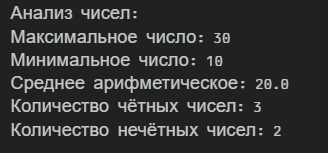 Анализ чисел:
Максимальное число: 30
Минимальное число: 10
Среднее арифметическое: 20.0
Количество чётных чисел: 3
Количество нечётных чисел: 2